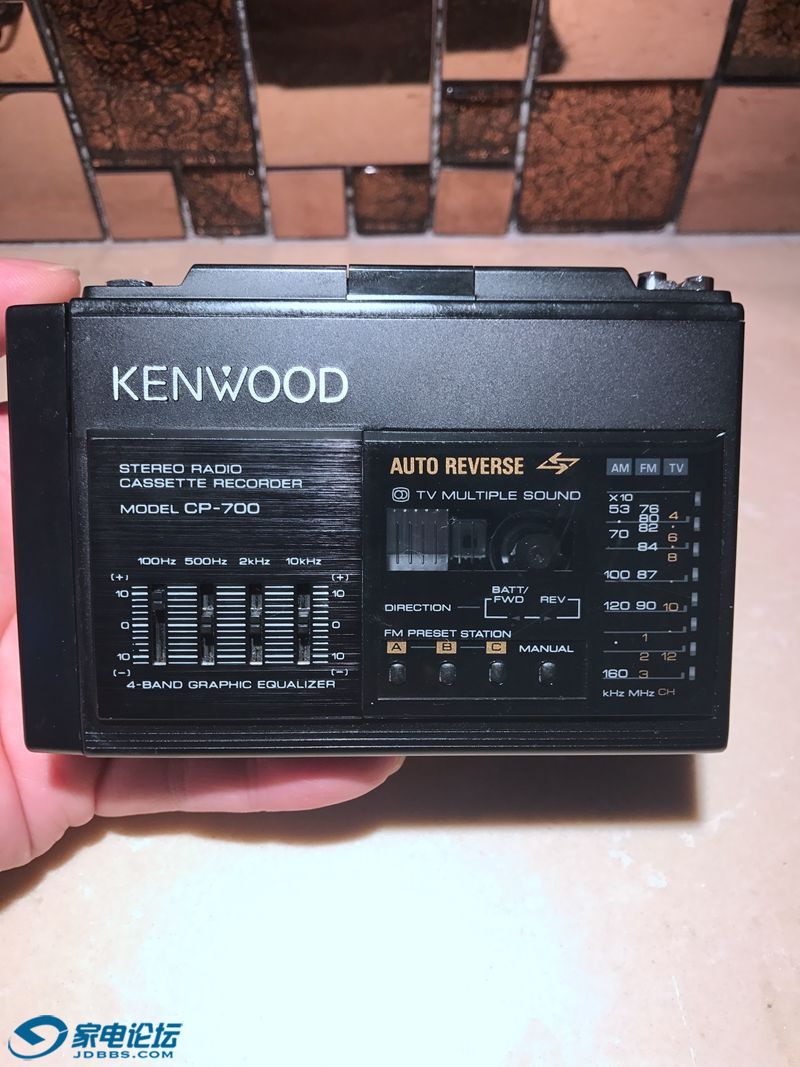 KENWOOD
STEREO RADIO
CASSETTE RECORDER
MODEL CP-700
100Hz 500Hz 2kHz 10kHz
(+) (+)
10 10
0 0
10 10
(−) (−)
4-BAND GRAPHIC EQUALIZER
AUTO REVERSE
TV MULTIPLE SOUND
DIRECTION
BATT/
FWD REV
FM PRESET STATION
A B C MANUAL
AM FM TV
X10
53 76
80 4
70 82 6
84 8
100 87
120 90 10
1
2 12
160 3
kHz MHz CH
家电论坛
JDBBS.COM